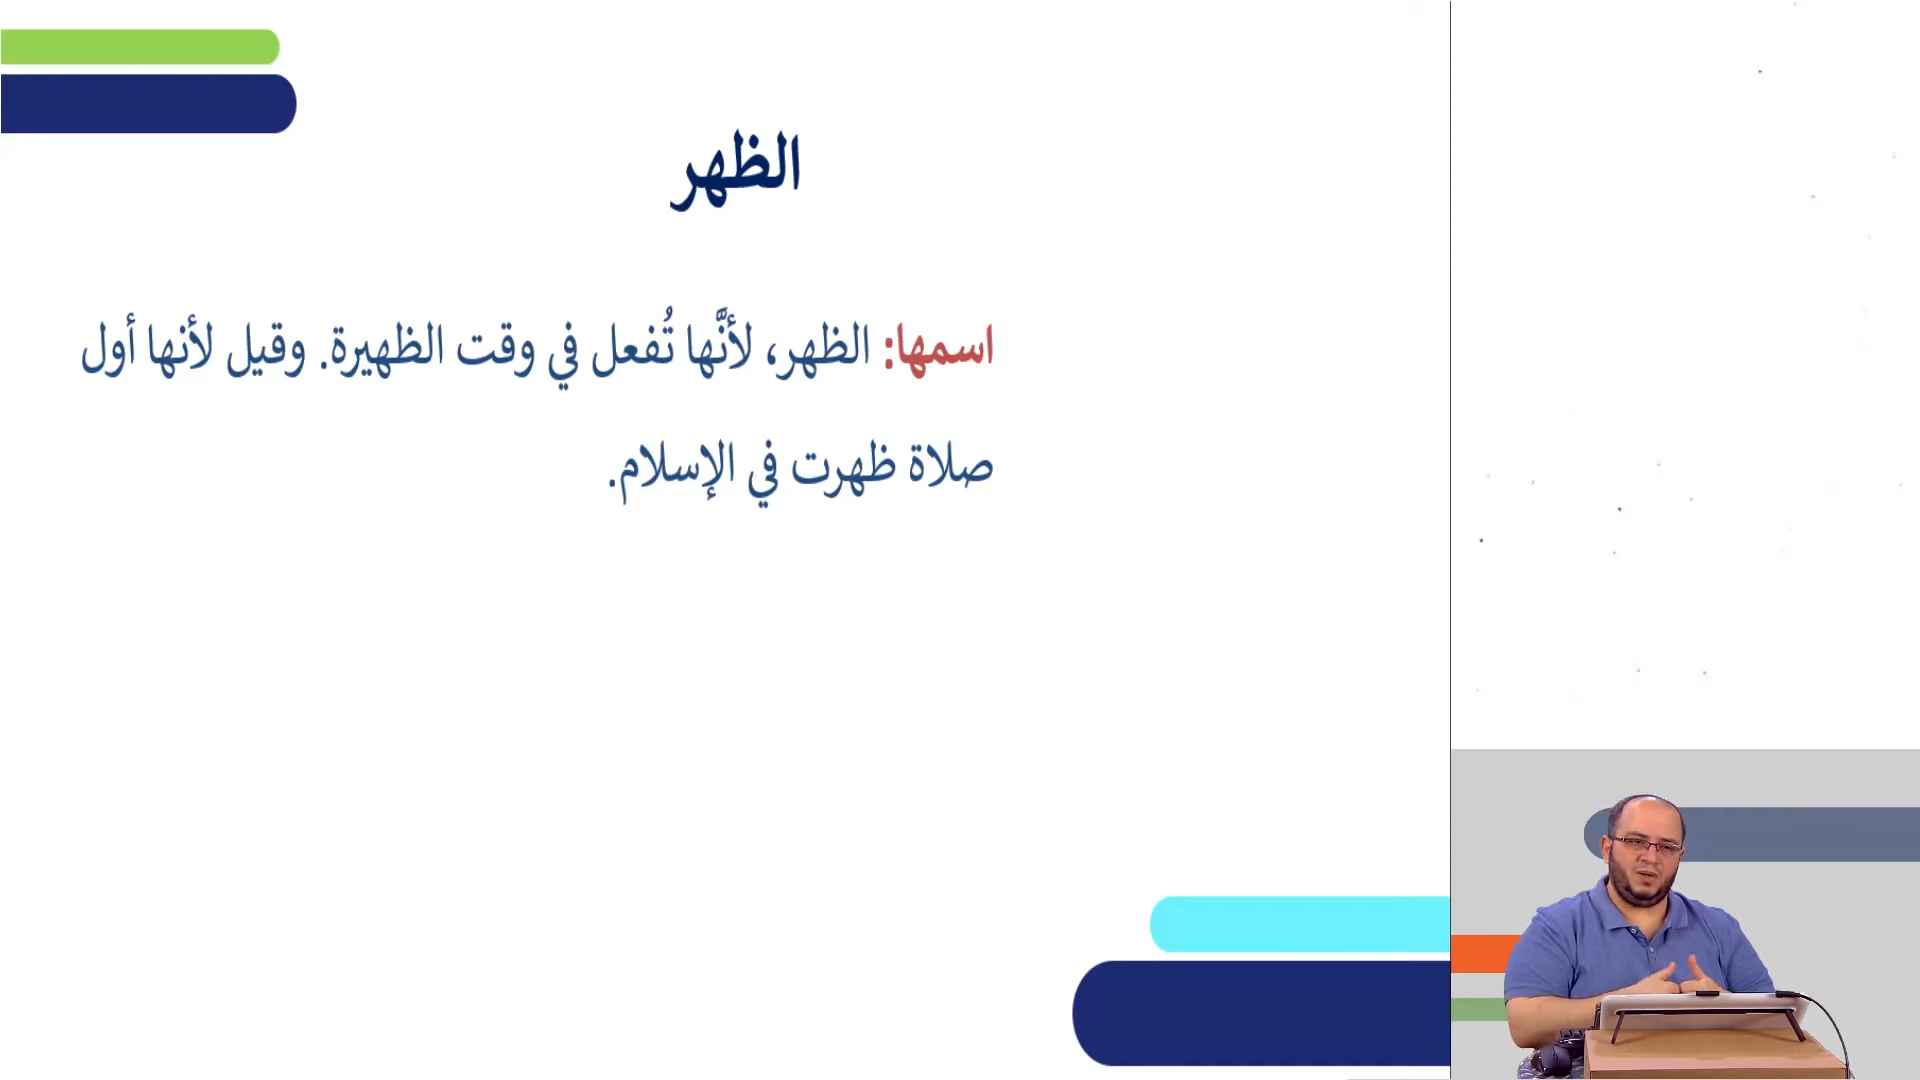 الظهر
اسمها: الظهر، لأنَّها تُفعل في وقت الظهيرة. وقيل لأنها أول
صلاة ظهرت في الإسلام.